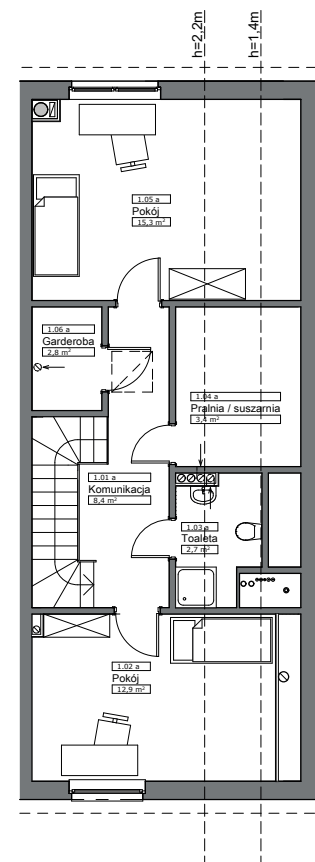 h=2,2m
h=1,4m
1.05 a
Pokój
15,3 m²
1.06 a
Garderoba
2,8 m²
1.04 a
Pralnia / suszarnia
3,4 m²
1.01 a
Komunikacja
8,4 m²
1.03 a
Toaleta
2,7 m²
1.02 a
Pokój
12,9 m²